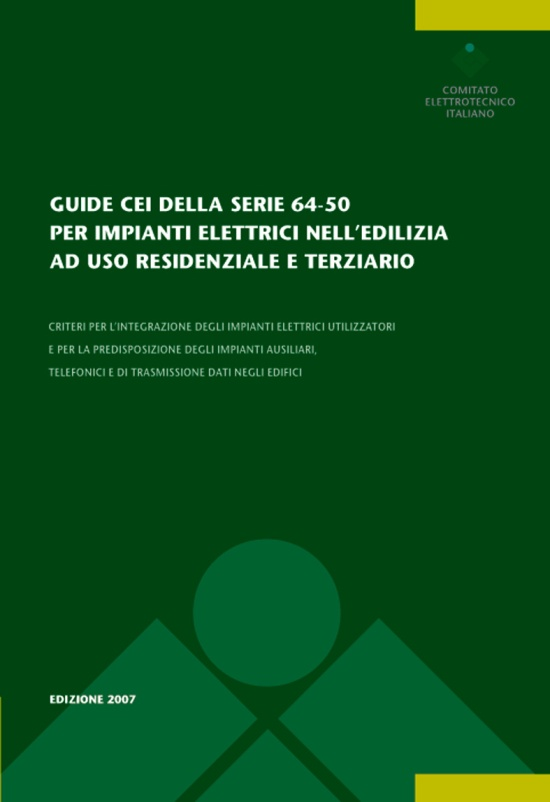 COMITATO
ELETTROTECNICO
ITALIANO
GUIDE CEI DELLA SERIE 64-50
PER IMPIANTI ELETTRICI NELL'EDILIZIA
AD USO RESIDENZIALE E TERZIARIO
CRITERI PER L'INTEGRAZIONE DEGLI IMPIANTI ELETTRICI UTILIZZATORI
E PER LA PREDISPOSIZIONE DEGLI IMPIANTI AUSILIARI,
TELEFONICI E DI TRASMISSIONE DATI NEGLI EDIFICI
EDIZIONE 2007